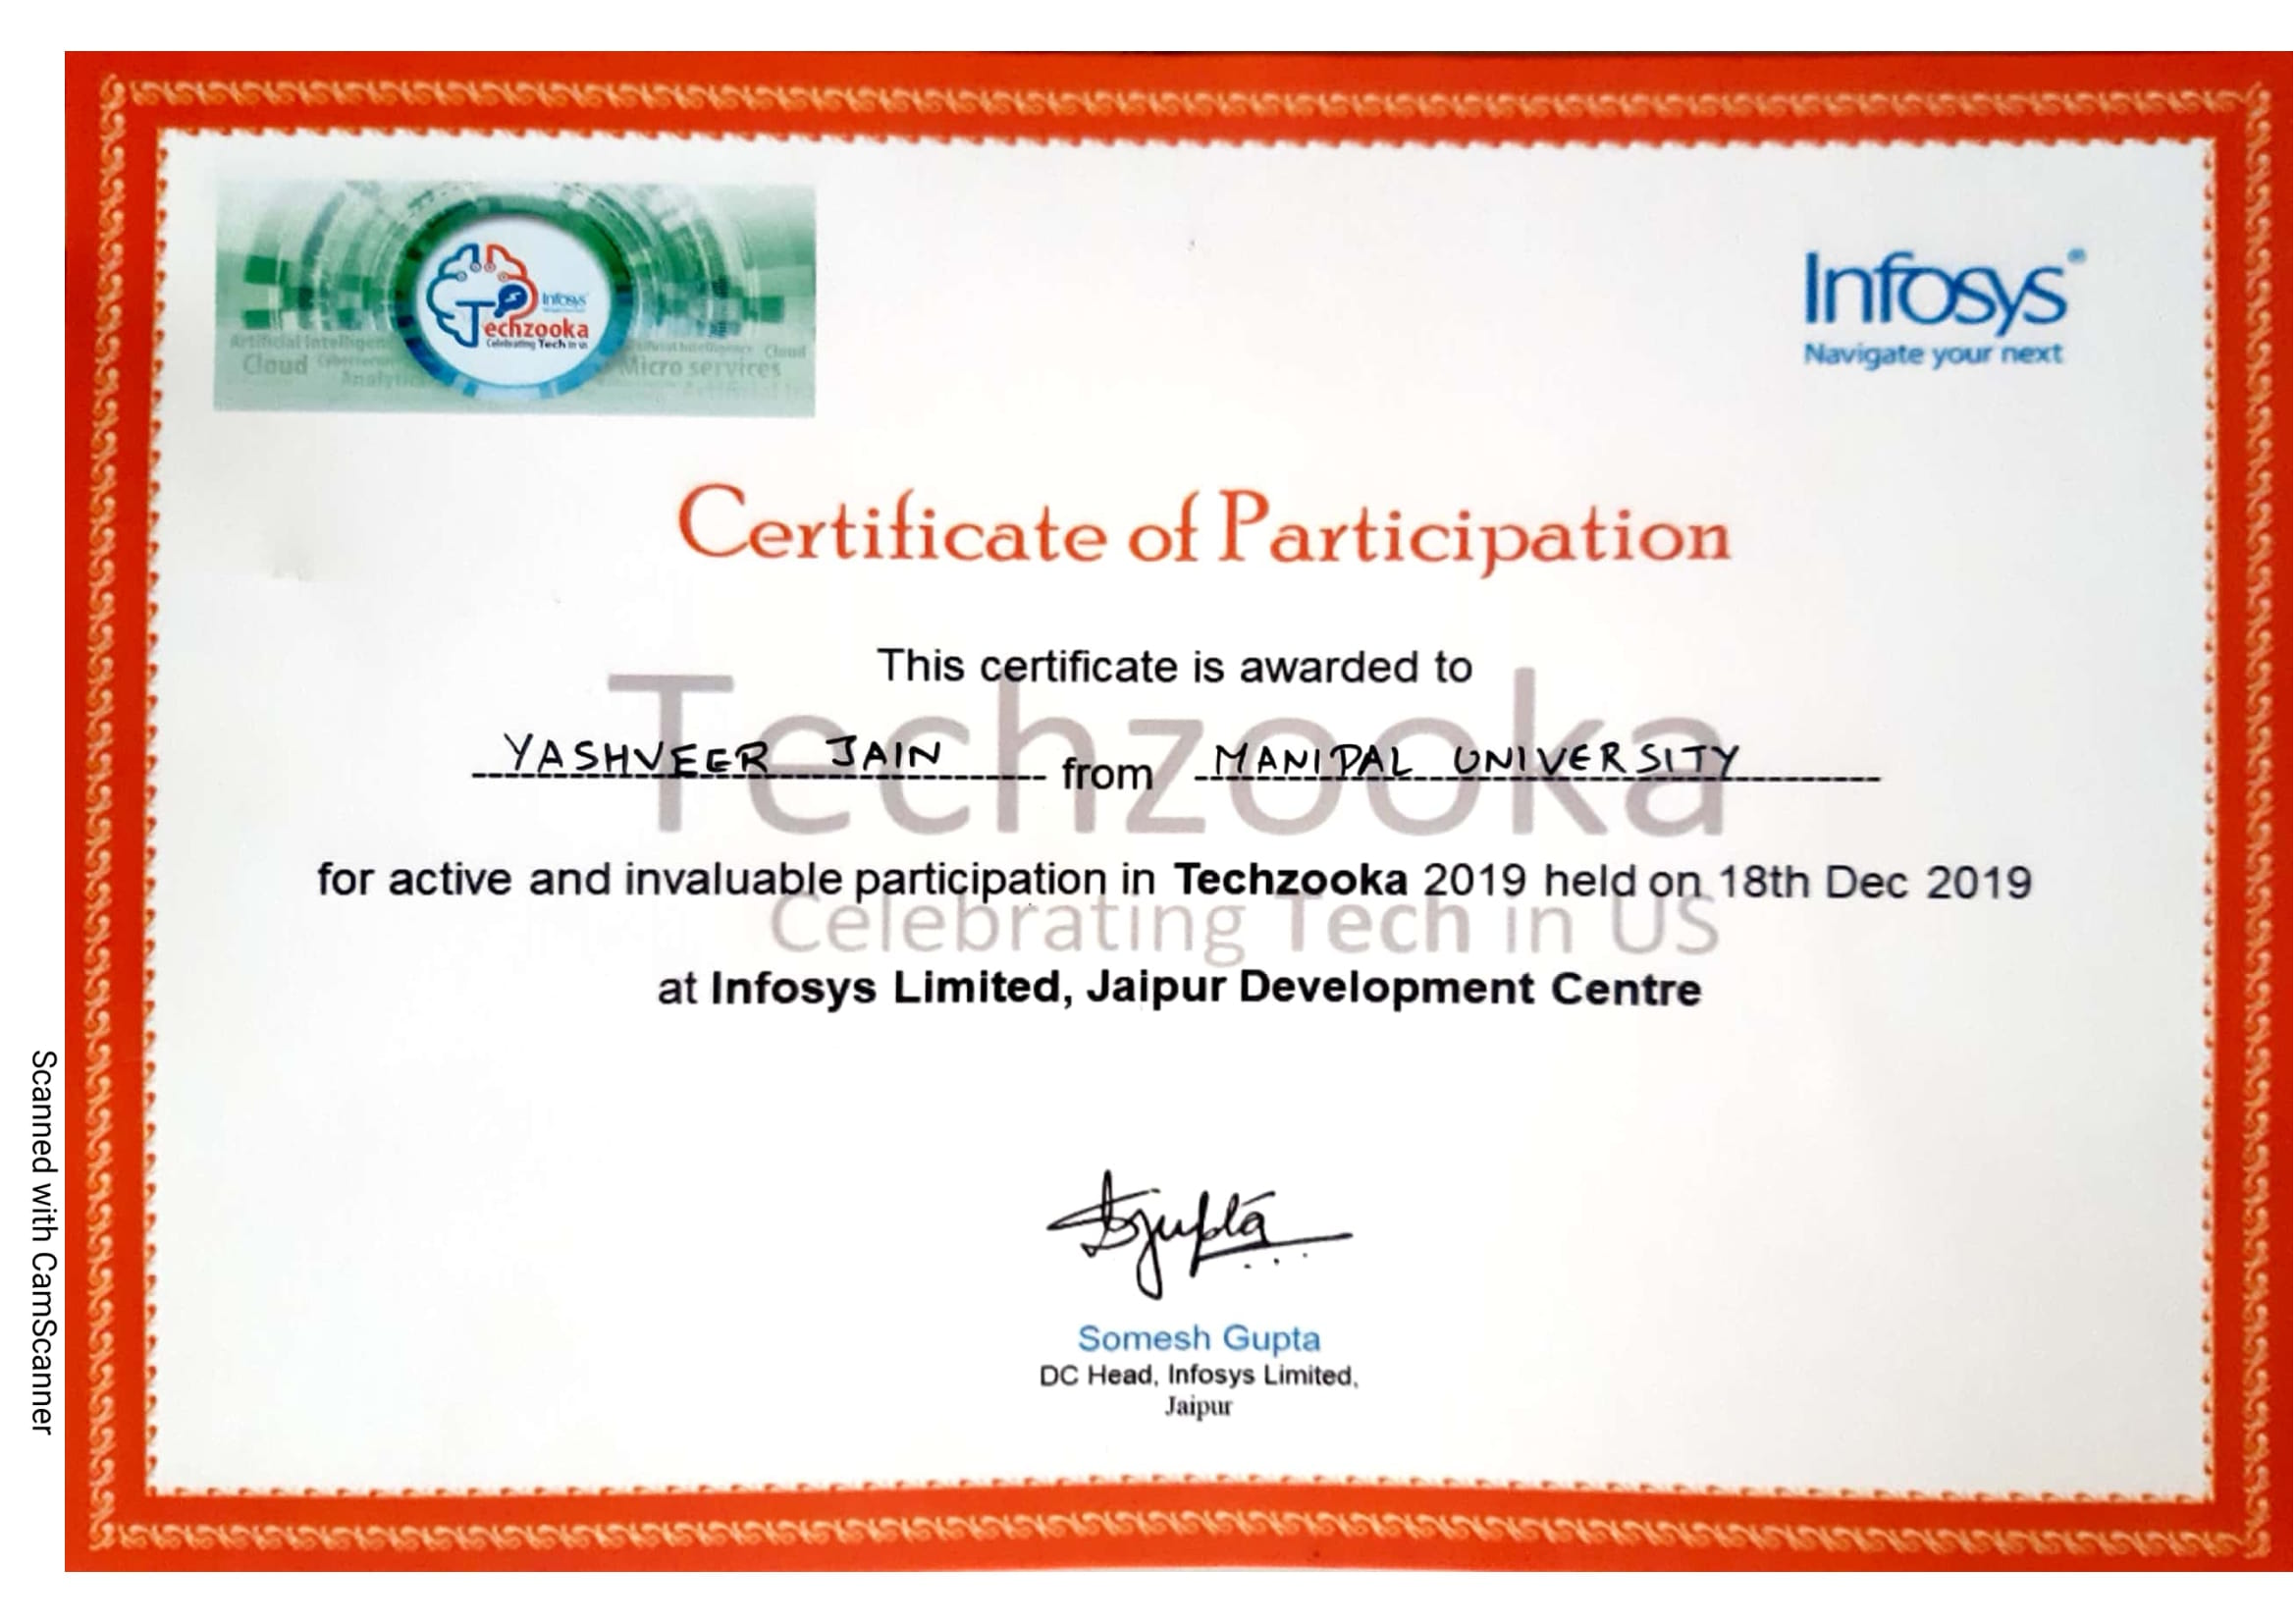 Infosys
Techzooka
Celebrating Tech in us
Artificial Intelligen
Cloud
Analytics
Cloud
Micro services
Infosys®
Navigate your next
Certificate of Participation
This certificate is awarded to
YASHVEER JAIN from MANIPAL UNIVERSITY
Techzooka
for active and invaluable participation in Techzooka 2019 held on 18th Dec 2019
Celebrating Tech in US
at Infosys Limited, Jaipur Development Centre
Sgupta
Somesh Gupta
DC Head, Infosys Limited,
Jaipur
Scanned with CamScanner